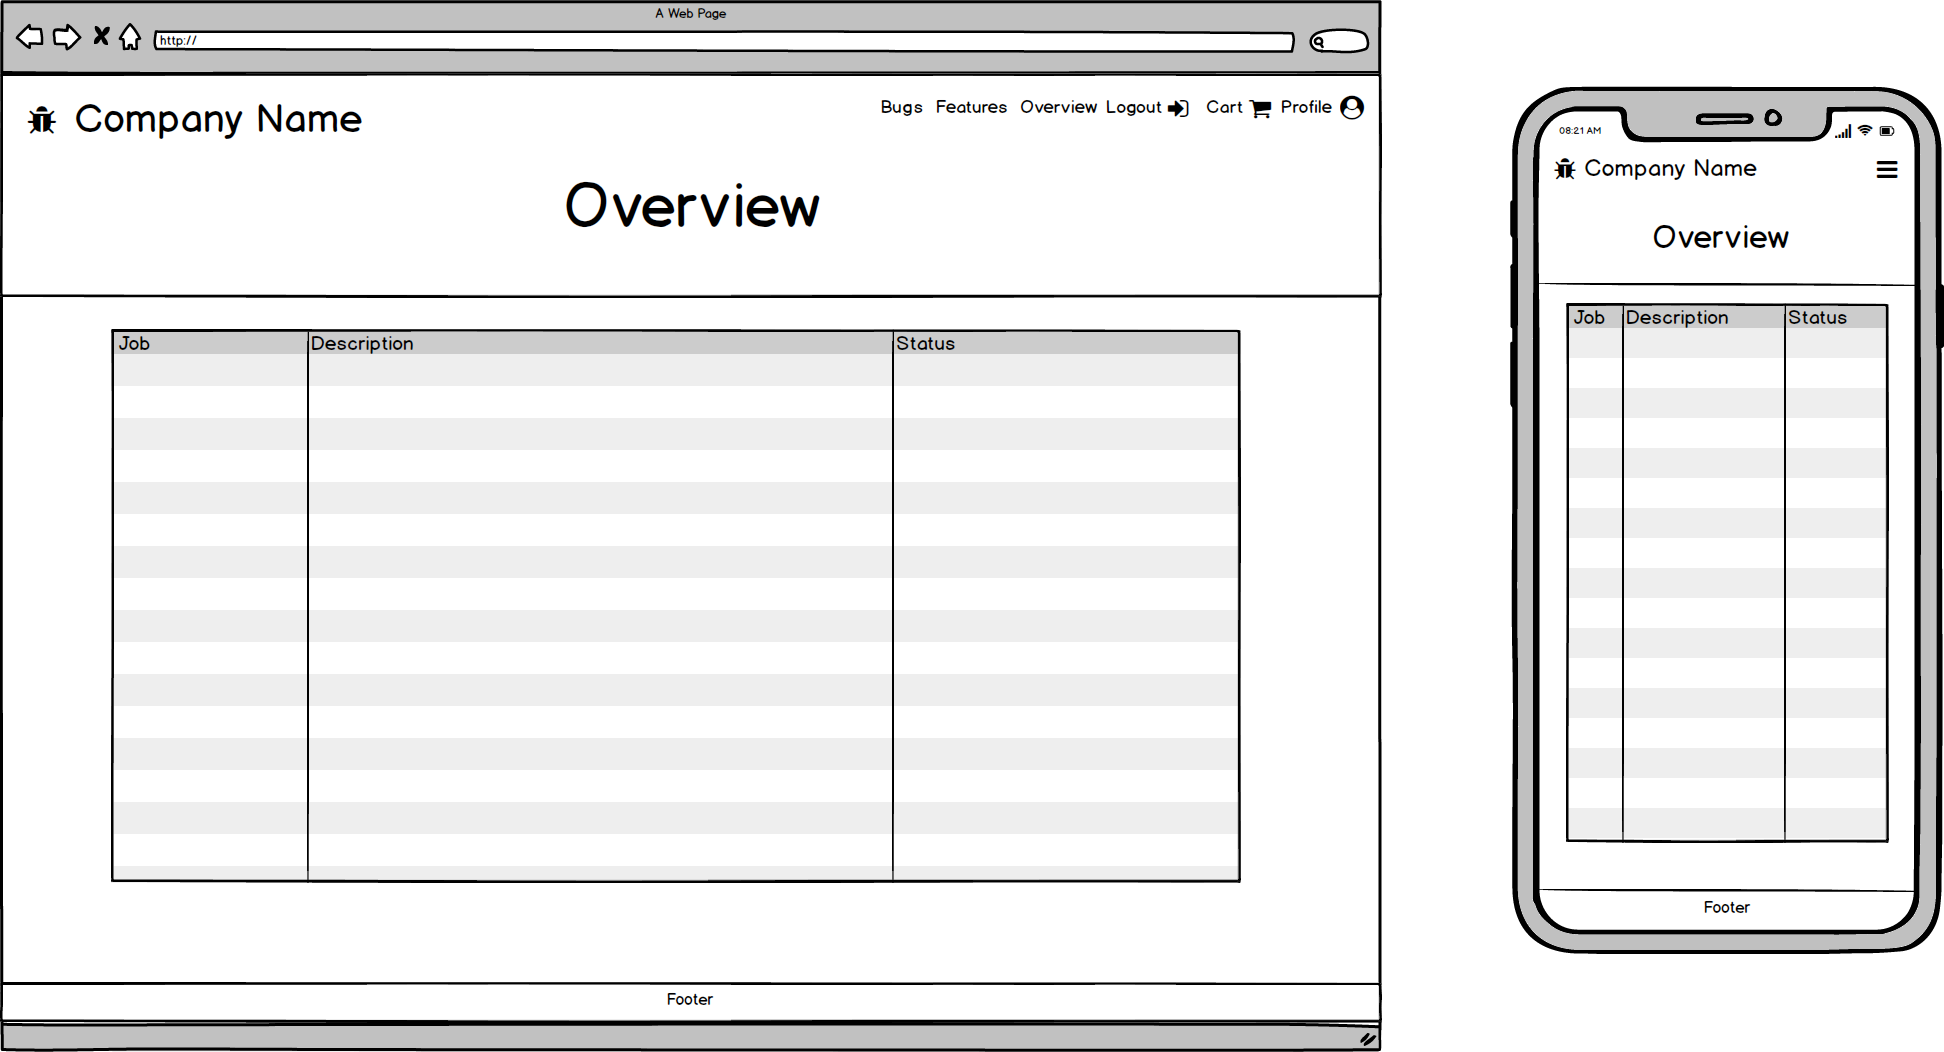 A Web Page
http://
Company Name
Bugs Features Overview Logout Cart Profile
Overview
Job Description Status
Footer
08:21 AM
Company Name
Overview
Job Description Status
Footer